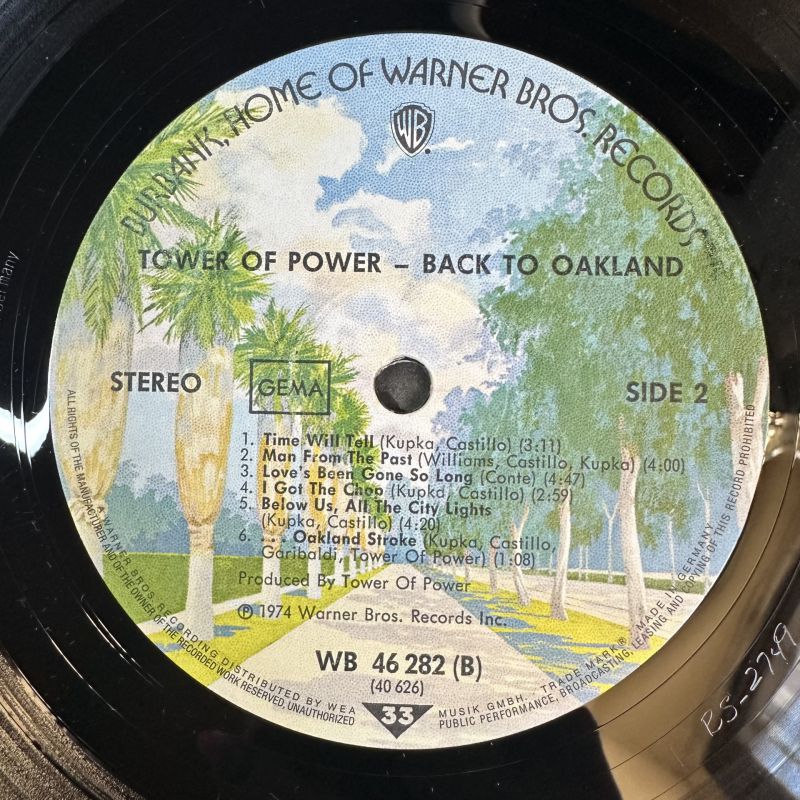 BURBANK, HOME OF WARNER BROS. RECORDS
WB
TOWER OF POWER – BACK TO OAKLAND
STEREO
GEMA
SIDE 2
1. Time Will Tell (Kupka, Castillo) (3:11)
2. Man From The Past (Williams, Castillo, Kupka) (4:00)
3. Love's Been Gone So Long (Conte) (4:47)
4. I Got The Chop (Kupka, Castillo) (2:59)
5. Below Us, All The City Lights
(Kupka, Castillo) (4:20)
6. ... Oakland Stroke (Kupka, Castillo,
Garibaldi, Tower Of Power) (1:08)
Produced By Tower Of Power
℗ 1974 Warner Bros. Records Inc.
WB 46 282 (B)
(40 626)
33
A WARNER BROS RECORDING DISTRIBUTED BY WEA MUSIK GMBH. TRADE MARK® MADE IN GERMANY
ALL RIGHTS OF THE MANUFACTURER AND OF THE OWNER OF THE RECORDED WORK RESERVED, UNAUTHORIZED PUBLIC PERFORMANCE, BROADCASTING, LEASING AND COPYING OF THIS RECORD PROHIBITED
BS-2749
Germany